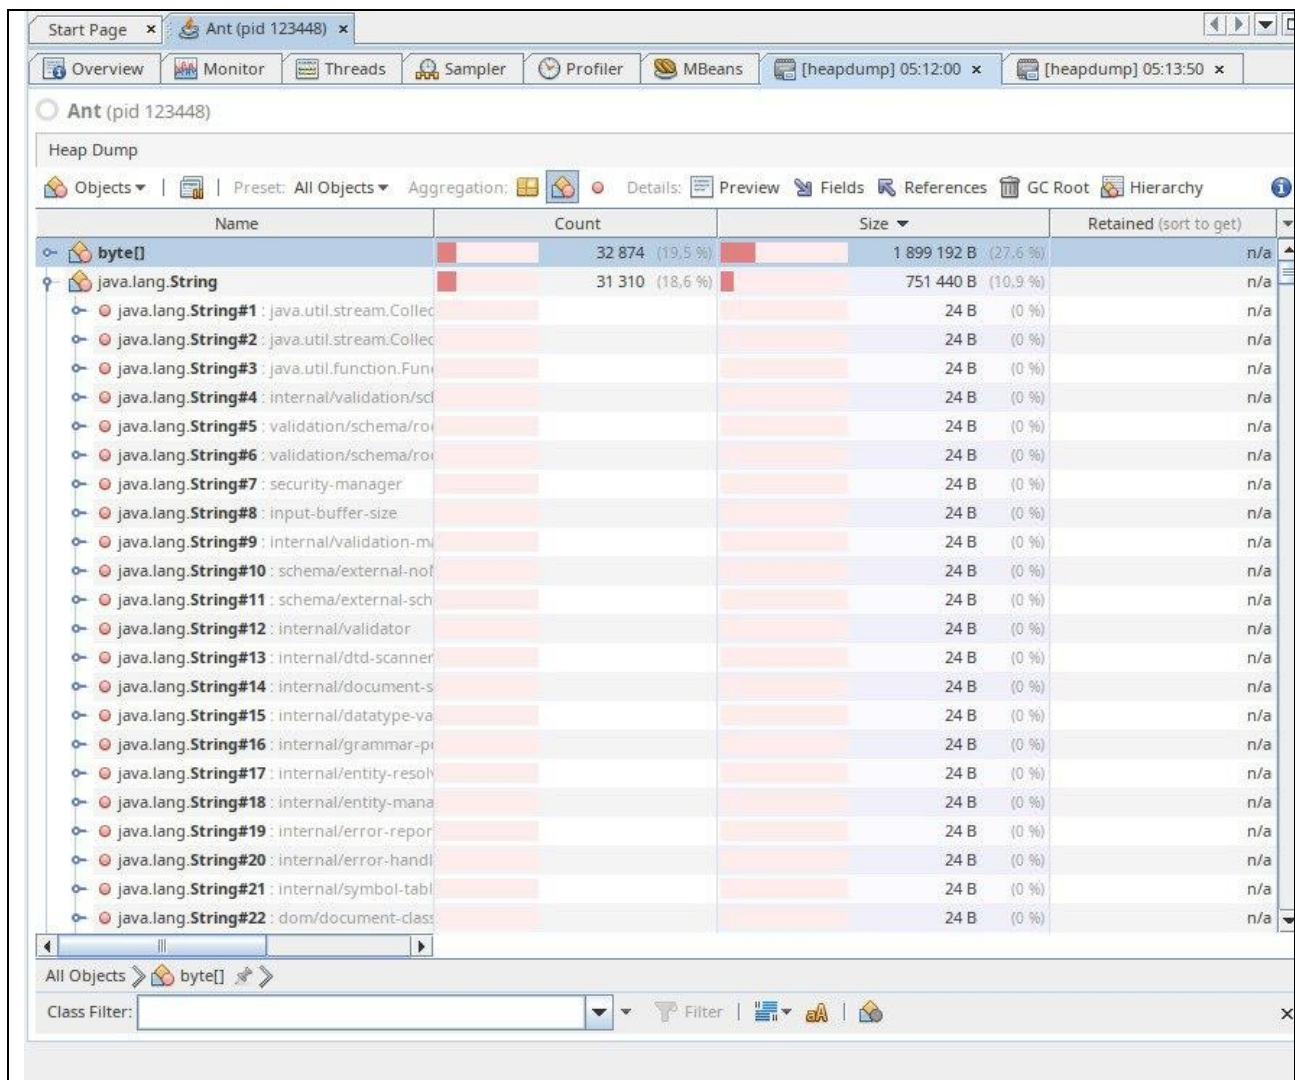 Start Page × Ant (pid 123448) ×
Overview Monitor Threads Sampler Profiler MBeans [heapdump] 05:12:00 × [heapdump] 05:13:50 ×
Ant (pid 123448)
Heap Dump
Objects Preset: All Objects Aggregation: Details: Preview Fields References GC Root Hierarchy
Name Count Size Retained (sort to get)
byte[] 32 874 (19,5 %) 1 899 192 B (27,6 %) n/a
java.lang.String 31 310 (18,6 %) 751 440 B (10,9 %) n/a
java.lang.String#1 : java.util.stream.Collec 24 B (0 %) n/a
java.lang.String#2 : java.util.stream.Collec 24 B (0 %) n/a
java.lang.String#3 : java.util.function.Fun 24 B (0 %) n/a
java.lang.String#4 : internal/validation/scl 24 B (0 %) n/a
java.lang.String#5 : validation/schema/ro 24 B (0 %) n/a
java.lang.String#6 : validation/schema/ro 24 B (0 %) n/a
java.lang.String#7 : security-manager 24 B (0 %) n/a
java.lang.String#8 : input-buffer-size 24 B (0 %) n/a
java.lang.String#9 : internal/validation-m 24 B (0 %) n/a
java.lang.String#10 : schema/external-no 24 B (0 %) n/a
java.lang.String#11 : schema/external-sch 24 B (0 %) n/a
java.lang.String#12 : internal/validator 24 B (0 %) n/a
java.lang.String#13 : internal/dtd-scanner 24 B (0 %) n/a
java.lang.String#14 : internal/document-s 24 B (0 %) n/a
java.lang.String#15 : internal/datatype-va 24 B (0 %) n/a
java.lang.String#16 : internal/grammar-p 24 B (0 %) n/a
java.lang.String#17 : internal/entity-resol 24 B (0 %) n/a
java.lang.String#18 : internal/entity-mana 24 B (0 %) n/a
java.lang.String#19 : internal/error-repor 24 B (0 %) n/a
java.lang.String#20 : internal/error-handl 24 B (0 %) n/a
java.lang.String#21 : internal/symbol-tabl 24 B (0 %) n/a
java.lang.String#22 : dom/document-class 24 B (0 %) n/a
All Objects byte[]
Class Filter: Filter aA ×